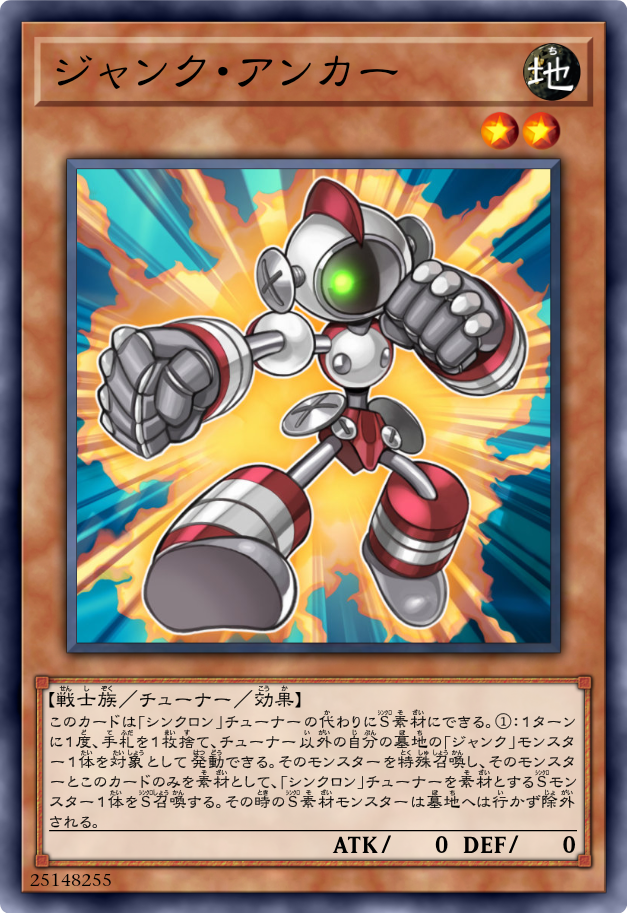 ジャンク・アンカー
地
【戦士族／チューナー／効果】
このカードは「シンクロン」チューナーの代わりにＳ素材にできる。①：１ターン
に１度、手札を１枚捨て、チューナー以外の自分の墓地の「ジャンク」モンスタ
ー１体を対象として発動できる。そのモンスターを特殊召喚し、そのモンスタ
ーとこのカードのみを素材として、「シンクロン」チューナーを素材とするＳモン
スター１体をＳ召喚する。その時のＳ素材モンスターは墓地へは行かず除外
される。
ATK/ 0 DEF/ 0
25148255